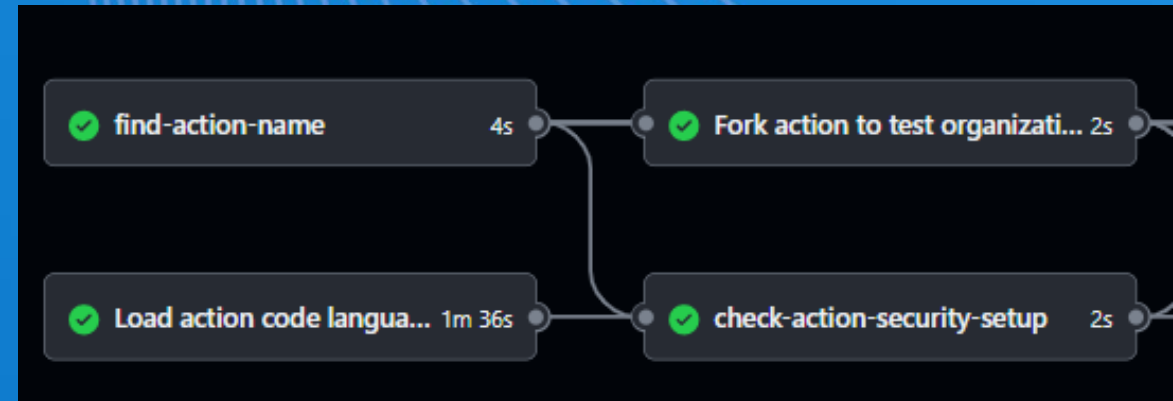 find-action-name 4s
Fork action to test organizati... 2s
Load action code langua... 1m 36s
check-action-security-setup 2s